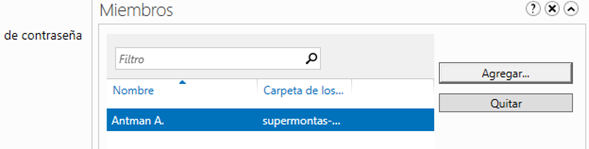 Miembros
de contraseña
Filtro
Agregar...
Nombre
Carpeta de los...
Quitar
Antman A.
supermontas-...